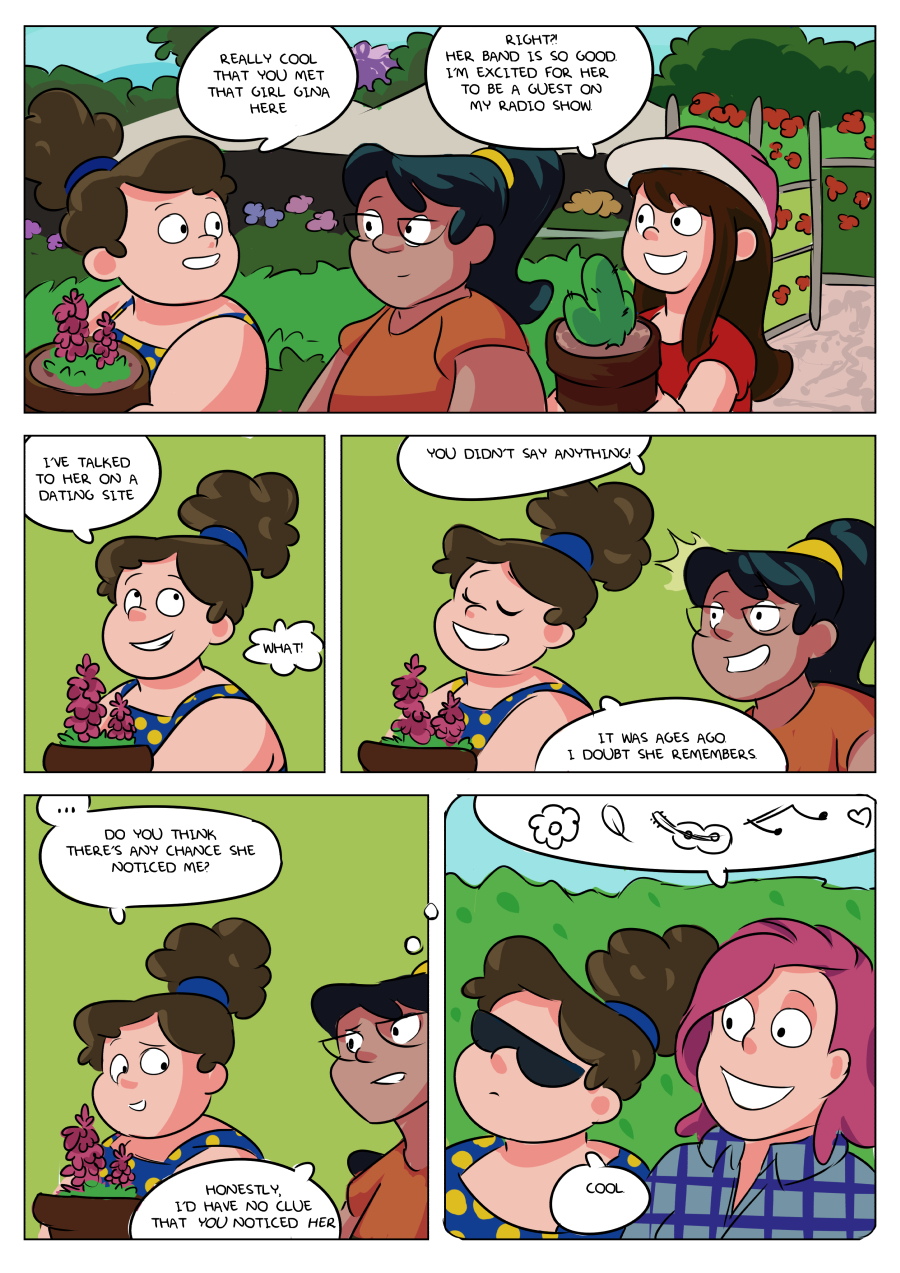 REALLY COOL
THAT YOU MET
THAT GIRL GINA
HERE
RIGHT?!
HER BAND IS SO GOOD.
I'M EXCITED FOR HER
TO BE A GUEST ON
MY RADIO SHOW.
I'VE TALKED
TO HER ON A
DATING SITE
WHAT!
YOU DIDN'T SAY ANYTHING!
IT WAS AGES AGO.
I DOUBT SHE REMEMBERS.
...
DO YOU THINK
THERE'S ANY CHANCE SHE
NOTICED ME?
HONESTLY,
I'D HAVE NO CLUE
THAT YOU NOTICED HER
COOL.